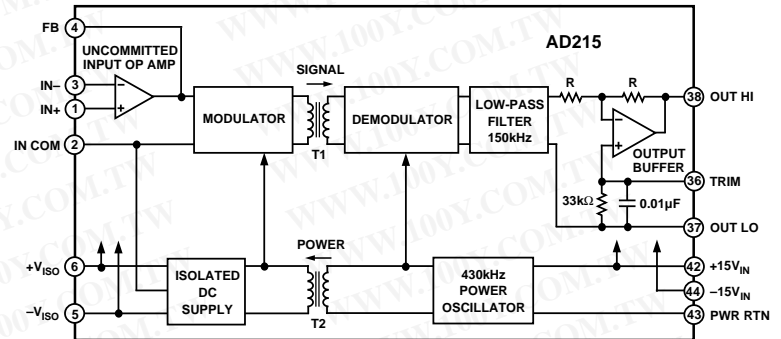 FB
4
UNCOMMITTED
INPUT OP AMP
AD215
IN–
3
IN+
1
IN COM
2
–
+
MODULATOR
SIGNAL
T1
DEMODULATOR
LOW-PASS
FILTER
150kHz
R
R
–
+
OUTPUT
BUFFER
38
OUT HI
36
TRIM
33kΩ
0.01µF
37
OUT LO
+VISO
6
–VISO
5
ISOLATED
DC
SUPPLY
POWER
T2
430kHz
POWER
OSCILLATOR
42
+15VIN
44
–15VIN
43
PWR RTN
WWW.100Y.COM.TW